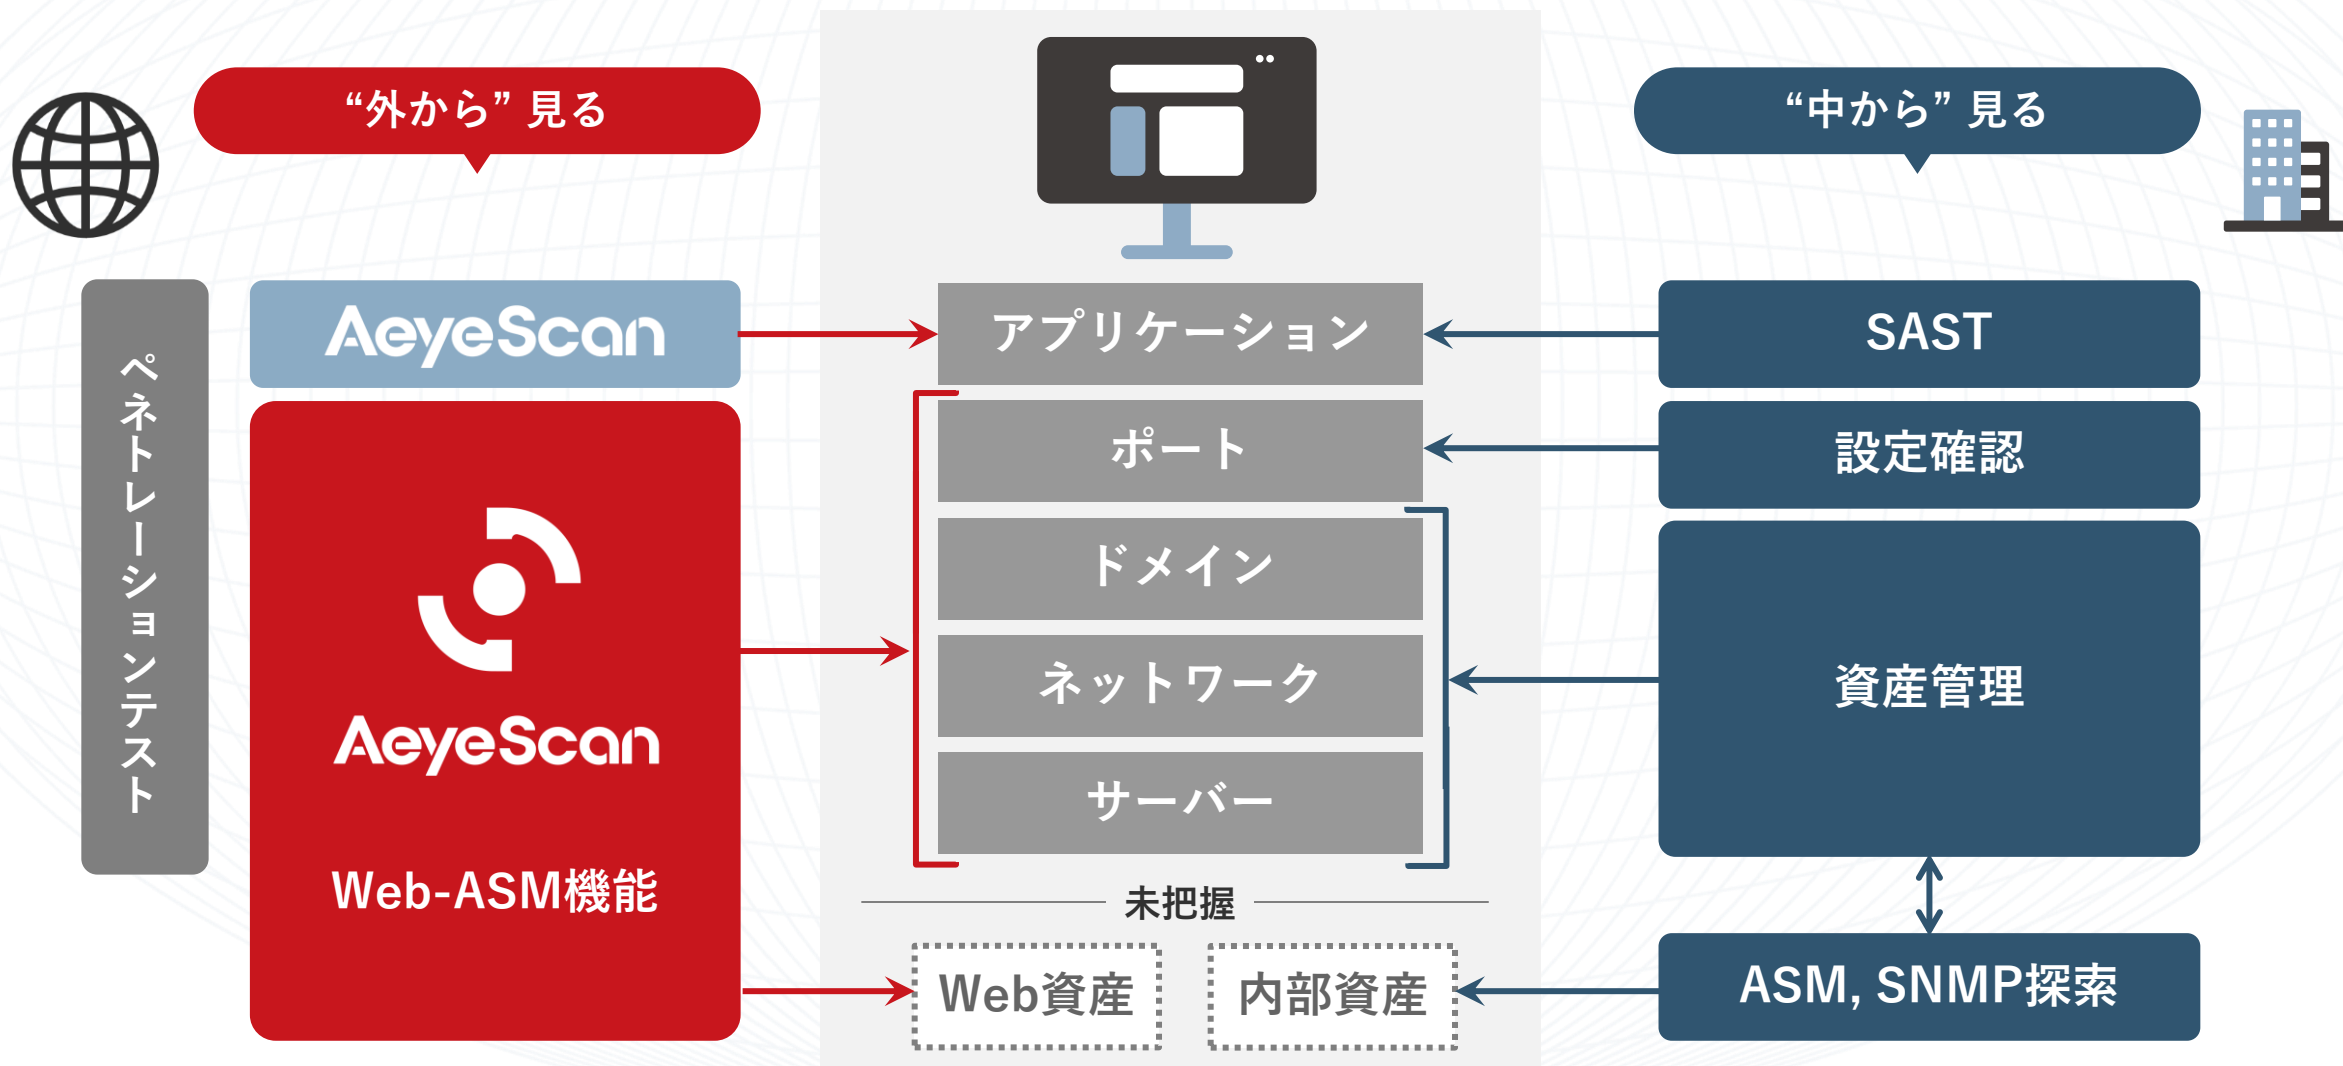 “外から” 見る
“中から” 見る
ペネトレーションテスト
AeyeScan
アプリケーション
SAST
ポート
設定確認
ドメイン
ネットワーク
サーバー
資産管理
AeyeScan
Web-ASM機能
未把握
Web資産
内部資産
ASM, SNMP探索